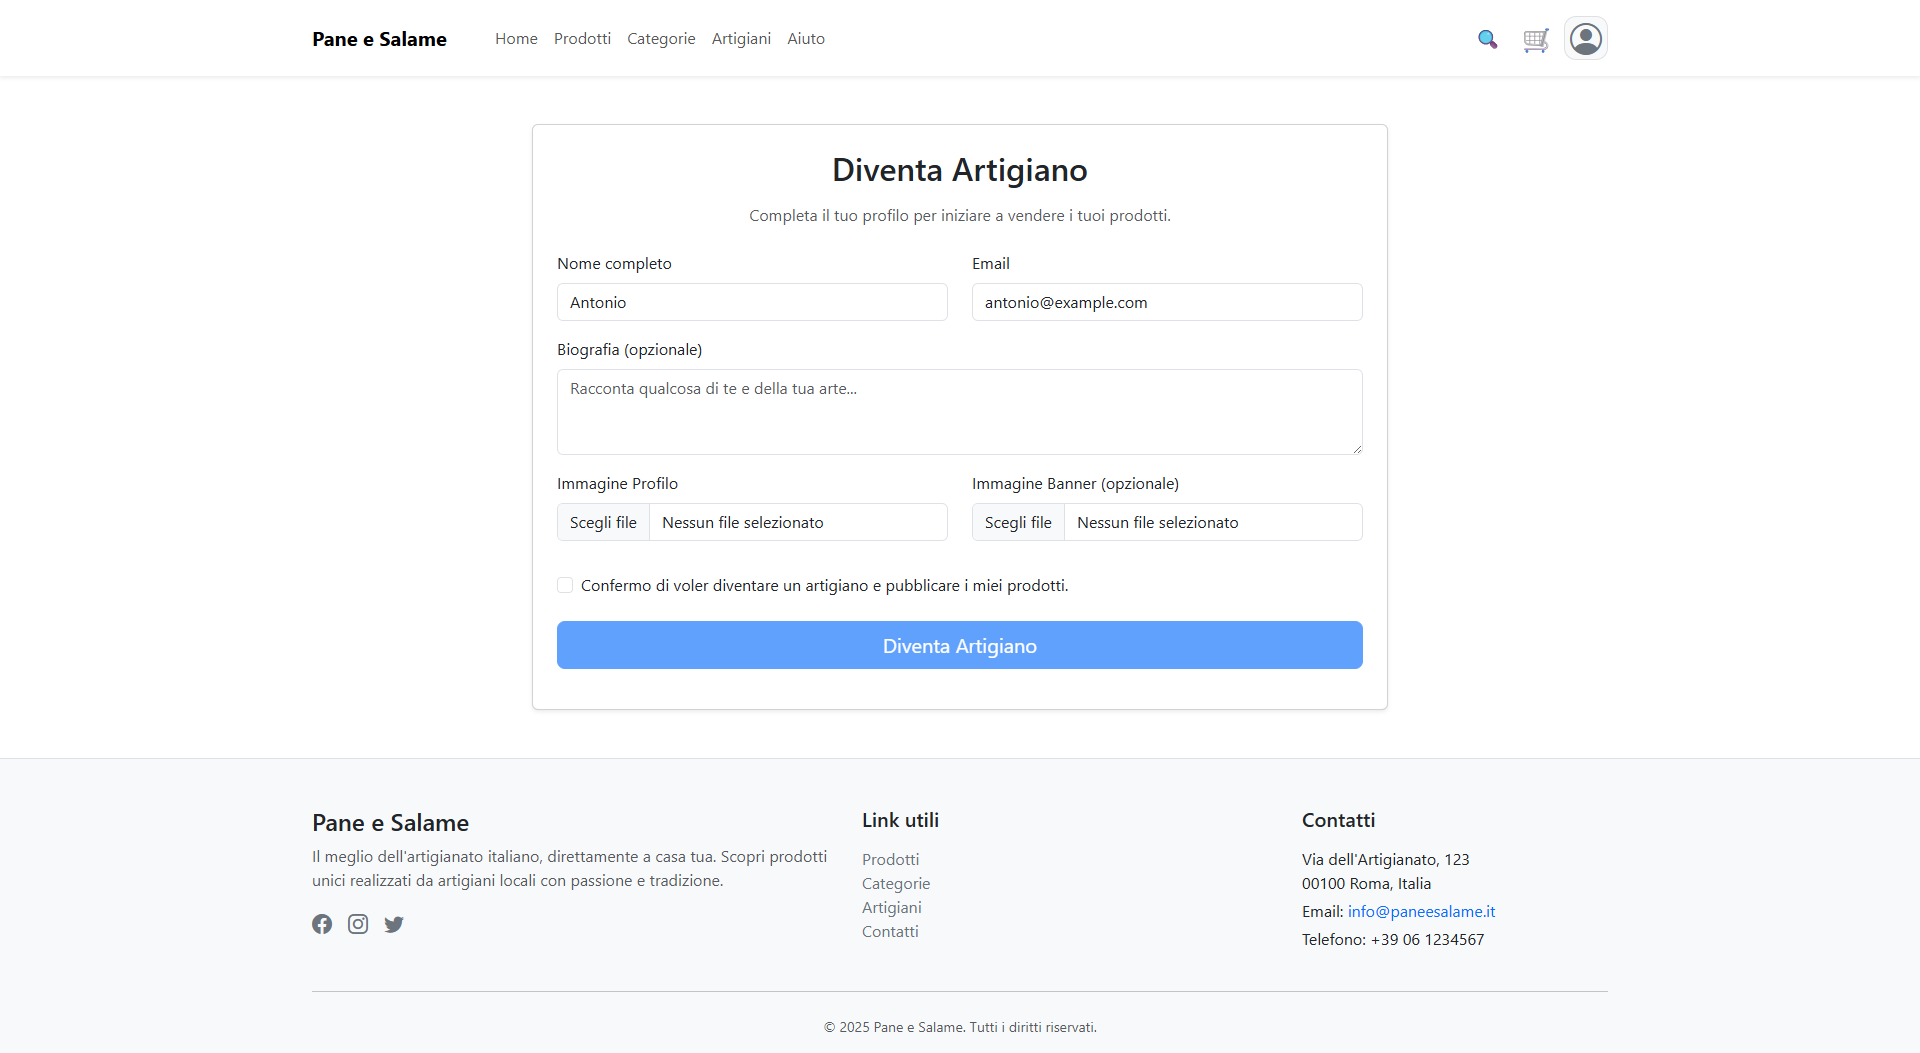 Pane e Salame
Home Prodotti Categorie Artigiani Aiuto
Diventa Artigiano
Completa il tuo profilo per iniziare a vendere i tuoi prodotti.
Nome completo
Antonio
Email
antonio@example.com
Biografia (opzionale)
Racconta qualcosa di te e della tua arte...
Immagine Profilo
Scegli file Nessun file selezionato
Immagine Banner (opzionale)
Scegli file Nessun file selezionato
Confermo di voler diventare un artigiano e pubblicare i miei prodotti.
Diventa Artigiano
Pane e Salame
Il meglio dell'artigianato italiano, direttamente a casa tua. Scopri prodotti
unici realizzati da artigiani locali con passione e tradizione.
Link utili
Prodotti
Categorie
Artigiani
Contatti
Contatti
Via dell'Artigianato, 123
00100 Roma, Italia
Email: info@paneesalame.it
Telefono: +39 06 1234567
© 2025 Pane e Salame. Tutti i diritti riservati.